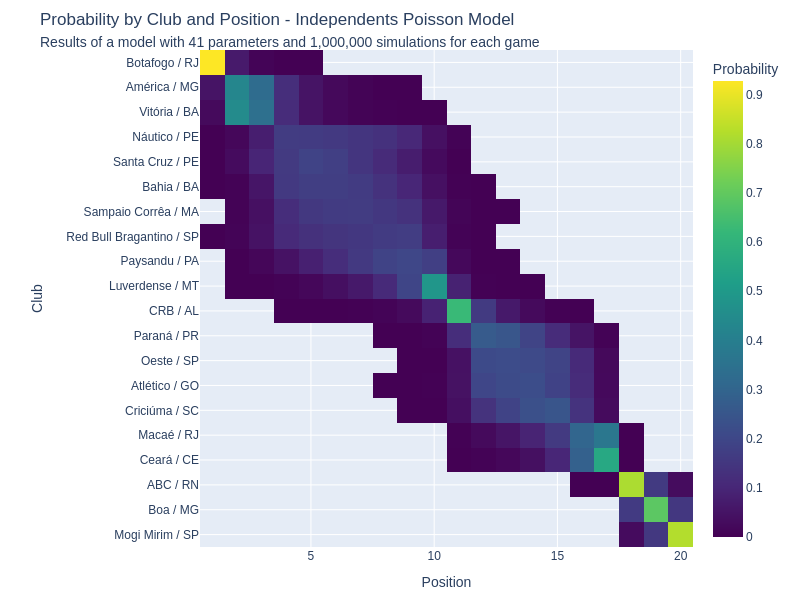 Probability by Club and Position - Independents Poisson Model
Results of a model with 41 parameters and 1,000,000 simulations for each game
Probability
Botafogo / RJ
América / MG
Vitória / BA
Náutico / PE
Santa Cruz / PE
Bahia / BA
Sampaio Corrêa / MA
Red Bull Bragantino / SP
Paysandu / PA
Luverdense / MT
CRB / AL
Paraná / PR
Oeste / SP
Atlético / GO
Criciúma / SC
Macaé / RJ
Ceará / CE
ABC / RN
Boa / MG
Mogi Mirim / SP
Club
5
10
15
20
Position
0.9
0.8
0.7
0.6
0.5
0.4
0.3
0.2
0.1
0